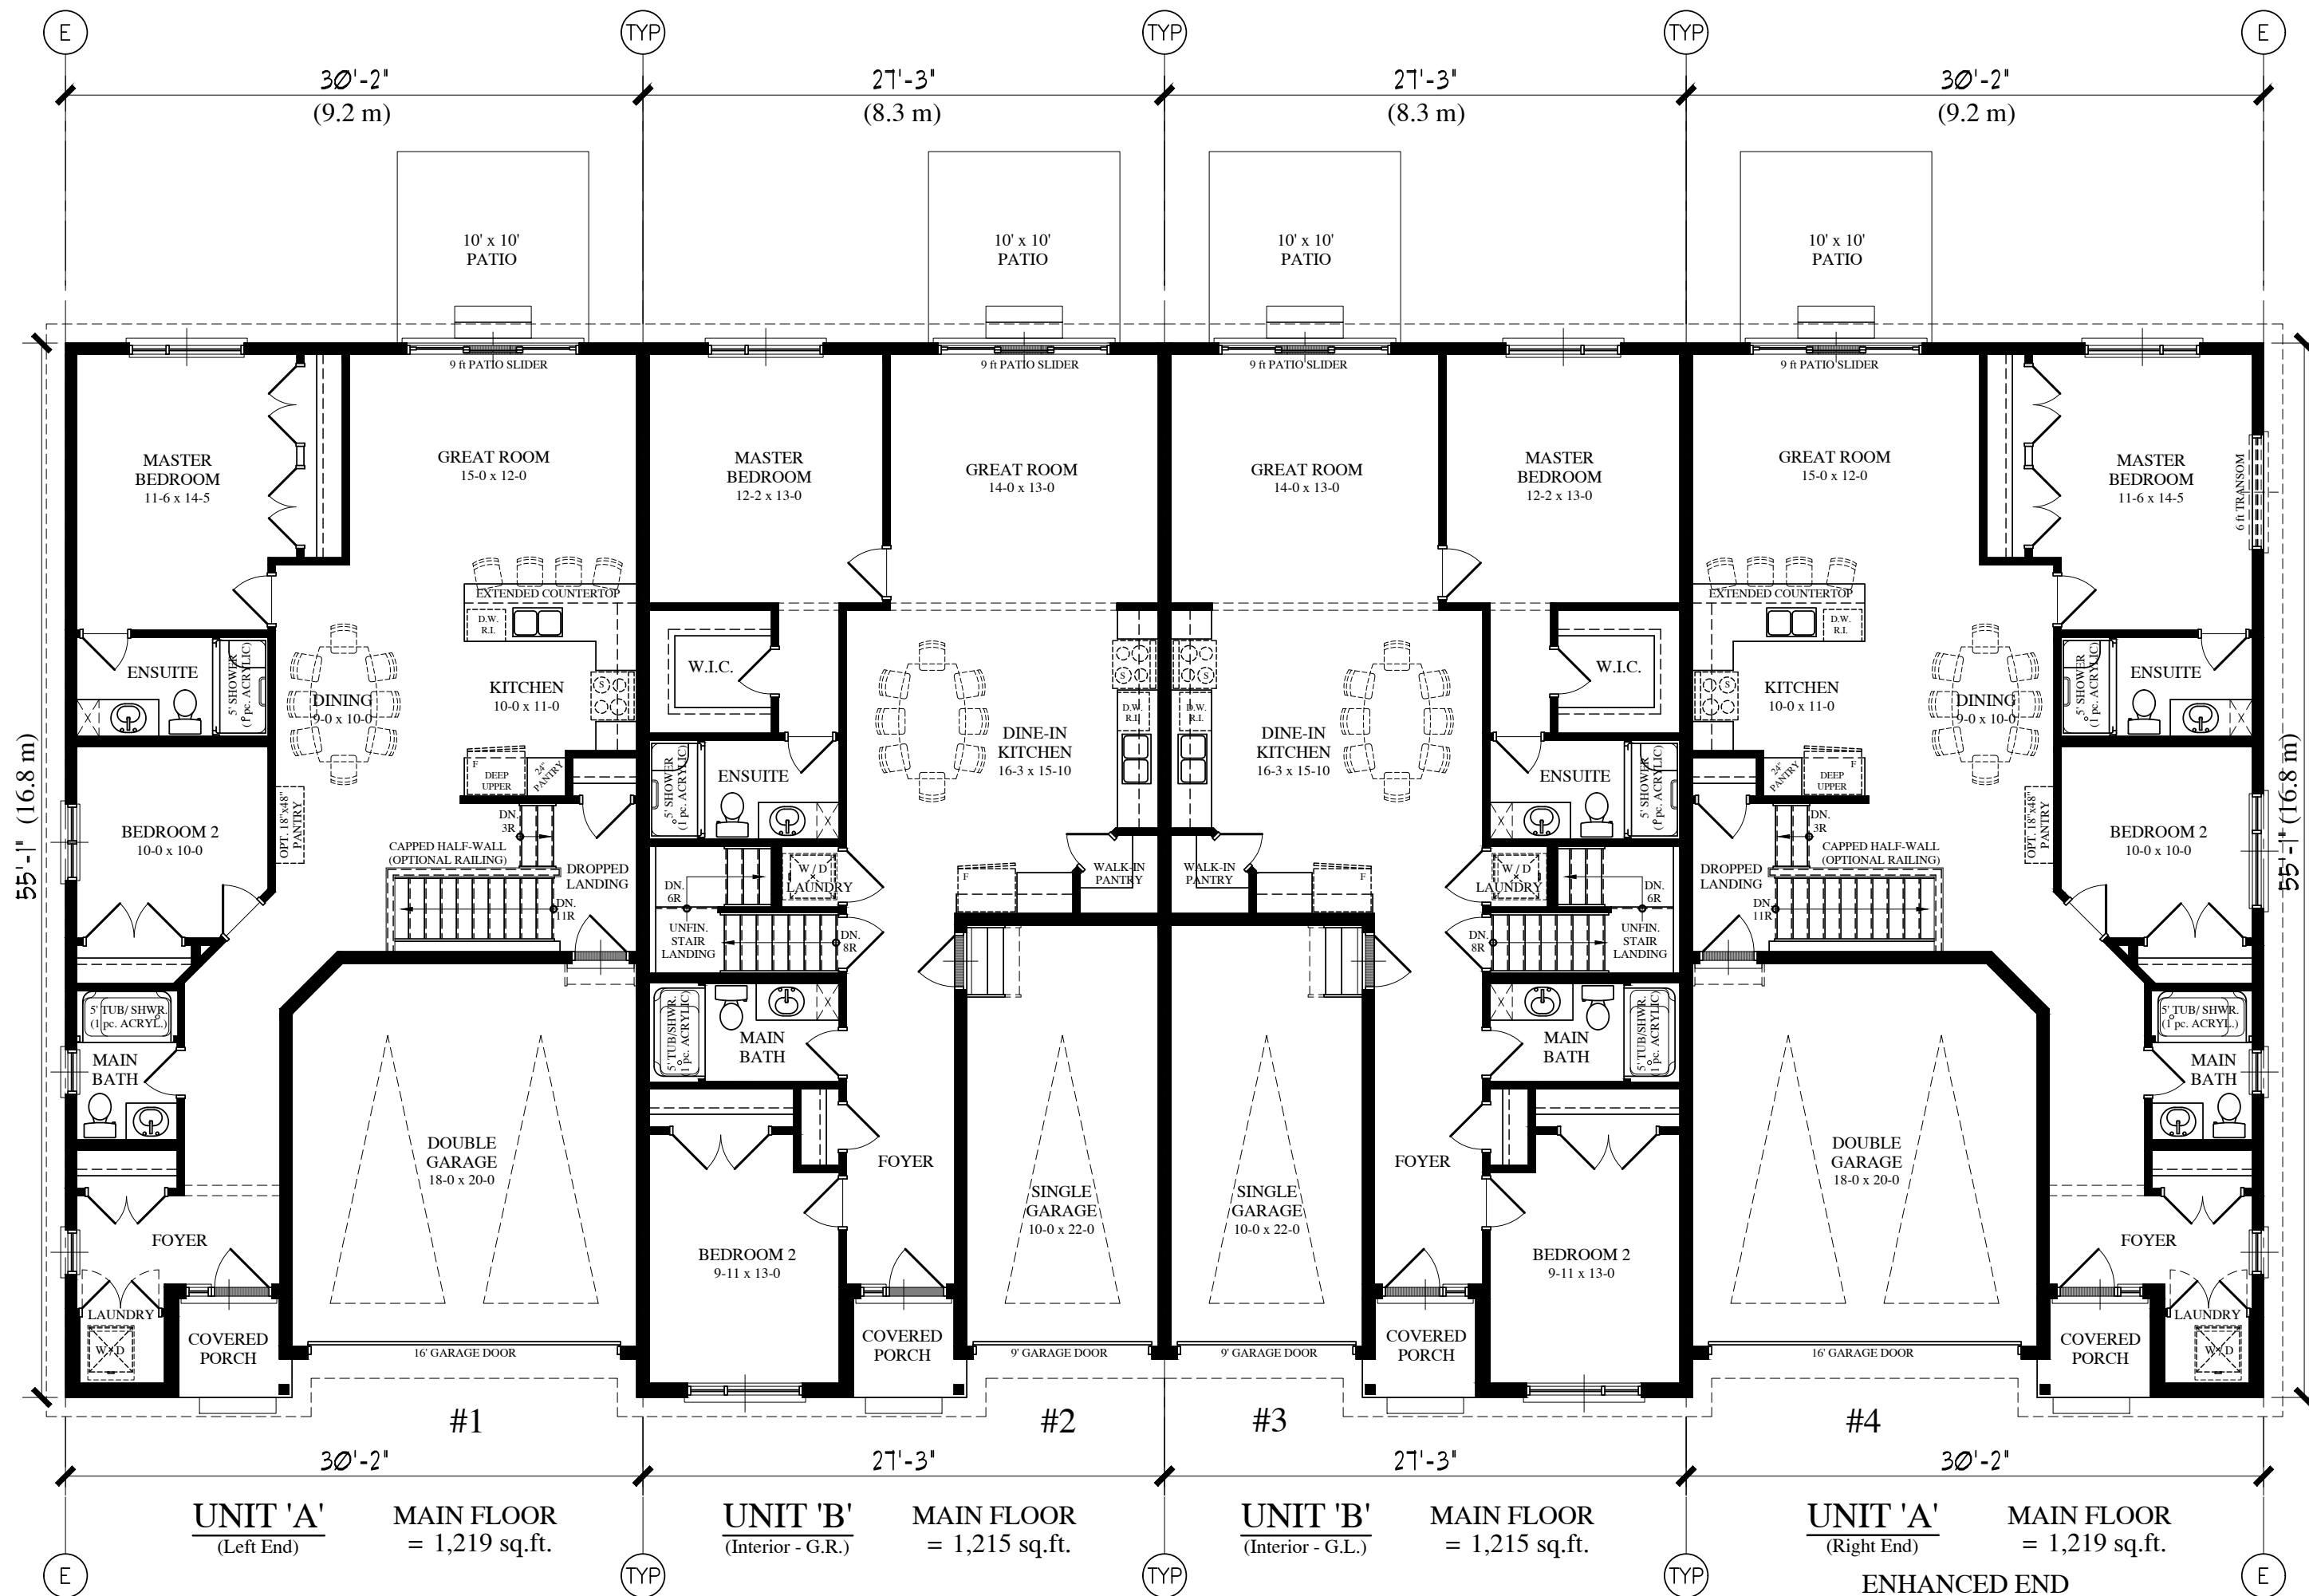 E
TYP
TYP
TYP
E
30'-2"
27'-3"
27'-3"
30'-2"
(9.2 m)
(8.3 m)
(8.3 m)
(9.2 m)
10' x 10'
PATIO
10' x 10'
PATIO
10' x 10'
PATIO
10' x 10'
PATIO
55'-1" (16.8 m)
9 ft PATIO SLIDER
MASTER
BEDROOM
11-6 x 14-5
GREAT ROOM
15-0 x 12-0
EXTENDED COUNTERTOP
D.W.
R.I.
ENSUITE
5' SHOWER
(1 pc. ACRYLIC)
DINING
9-0 x 10-0
KITCHEN
10-0 x 11-0
S
F
DEEP
UPPER
24"
PANTRY
BEDROOM 2
10-0 x 10-0
OPT. 18"x48"
PANTRY
DN.
3R
CAPPED HALF-WALL
(OPTIONAL RAILING)
DROPPED
LANDING
DN.
11R
5' TUB/ SHWR.
(1 pc. ACRYL.)
MAIN
BATH
DOUBLE
GARAGE
18-0 x 20-0
FOYER
LAUNDRY
W/D
COVERED
PORCH
16' GARAGE DOOR
#1
9 ft PATIO SLIDER
MASTER
BEDROOM
12-2 x 13-0
GREAT ROOM
14-0 x 13-0
W.I.C.
S
D.W.
R.I.
DINE-IN
KITCHEN
16-3 x 15-10
5' SHOWER
(1 pc. ACRYLIC)
ENSUITE
W/D
LAUNDRY
WALK-IN
PANTRY
F
DN.
6R
UNFIN.
STAIR
LANDING
DN.
8R
5' TUB/SHWR.
(1 pc. ACRYLIC)
MAIN
BATH
FOYER
SINGLE
GARAGE
10-0 x 22-0
BEDROOM 2
9-11 x 13-0
COVERED
PORCH
9' GARAGE DOOR
#2
9 ft PATIO SLIDER
GREAT ROOM
14-0 x 13-0
MASTER
BEDROOM
12-2 x 13-0
S
D.W.
R.I.
W.I.C.
DINE-IN
KITCHEN
16-3 x 15-10
ENSUITE
5' SHOWER
(1 pc. ACRYLIC)
WALK-IN
PANTRY
F
W/D
LAUNDRY
DN.
6R
DN.
8R
UNFIN.
STAIR
LANDING
MAIN
BATH
5' TUB/SHWR.
(1 pc. ACRYLIC)
SINGLE
GARAGE
10-0 x 22-0
FOYER
BEDROOM 2
9-11 x 13-0
9' GARAGE DOOR
COVERED
PORCH
#3
9 ft PATIO SLIDER
GREAT ROOM
15-0 x 12-0
MASTER
BEDROOM
11-6 x 14-5
6 ft TRANSOM
EXTENDED COUNTERTOP
D.W.
R.I.
S
KITCHEN
10-0 x 11-0
DINING
9-0 x 10-0
5' SHOWER
(1 pc. ACRYLIC)
ENSUITE
24"
PANTRY
DEEP
UPPER
F
DN.
3R
OPT. 18"x48"
PANTRY
BEDROOM 2
10-0 x 10-0
CAPPED HALF-WALL
(OPTIONAL RAILING)
DROPPED
LANDING
DN.
11R
5' TUB/ SHWR.
(1 pc. ACRYL.)
MAIN
BATH
DOUBLE
GARAGE
18-0 x 20-0
FOYER
LAUNDRY
W/D
COVERED
PORCH
16' GARAGE DOOR
#4
55'-1" (16.8 m)
30'-2"
27'-3"
27'-3"
30'-2"
UNIT 'A'
(Left End)
MAIN FLOOR
= 1,219 sq.ft.
UNIT 'B'
(Interior - G.R.)
MAIN FLOOR
= 1,215 sq.ft.
UNIT 'B'
(Interior - G.L.)
MAIN FLOOR
= 1,215 sq.ft.
UNIT 'A'
(Right End)
MAIN FLOOR
= 1,219 sq.ft.
ENHANCED END
E
TYP
TYP
TYP
E